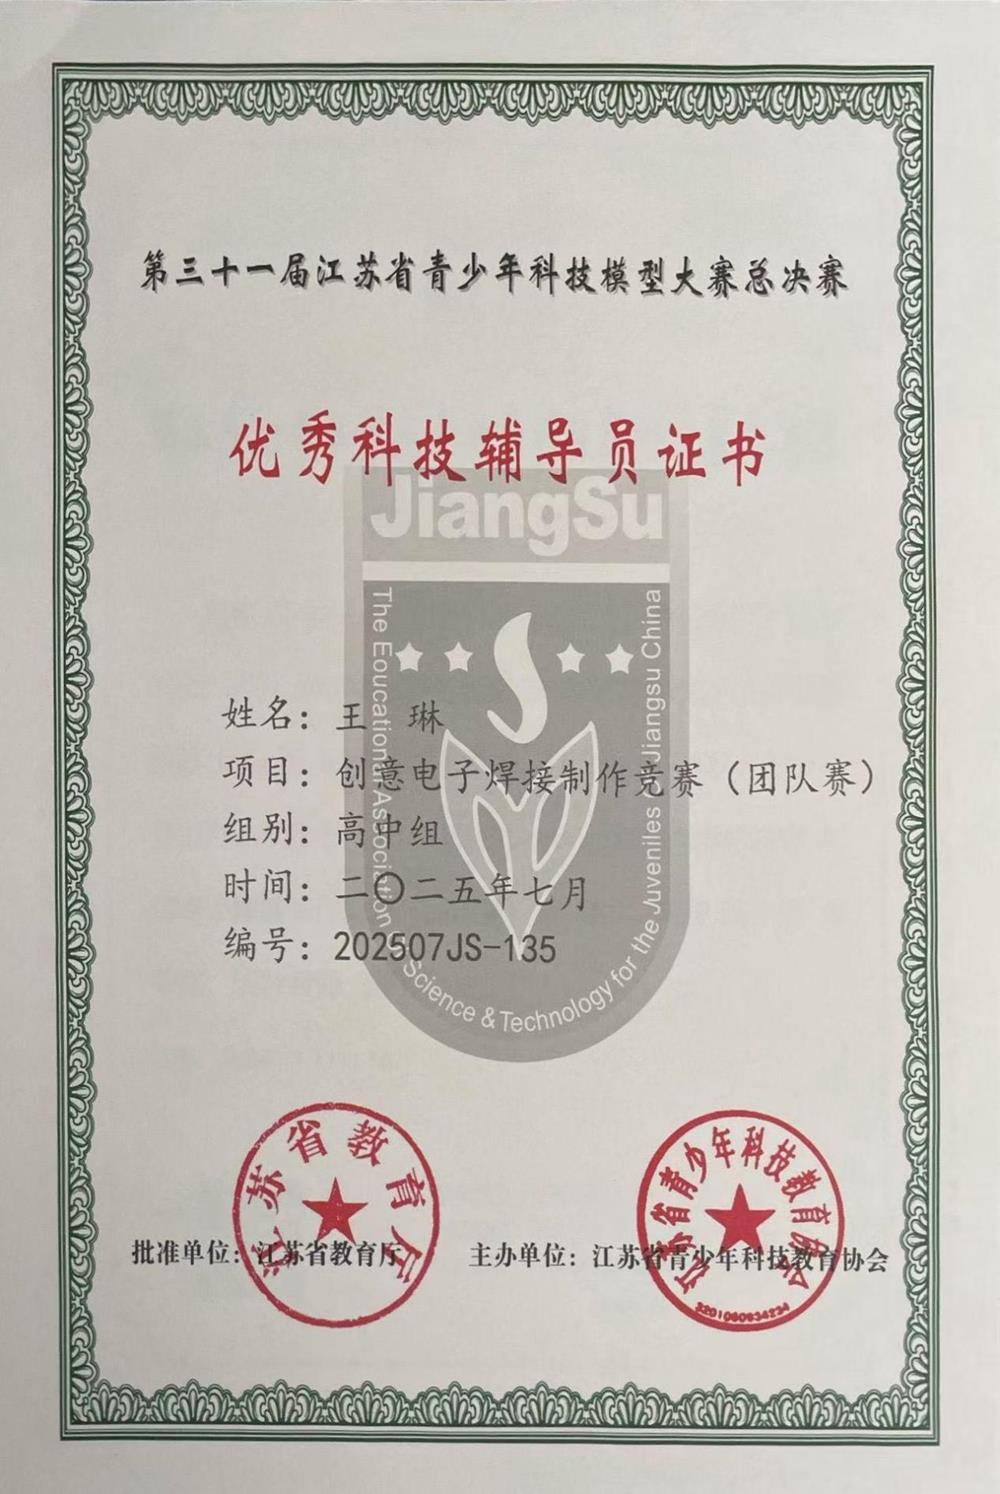 第三十一届江苏省青少年科技模型大赛总决赛
优秀科技辅导员证书
JiangSu
The Eoucational Association of Science & Technology for the Juveniles Jiangsu China
姓名：王 琳
项目：创意电子焊接制作竞赛（团队赛）
组别：高中组
时间：二〇二五年七月
编号：202507JS-135
江苏省教育厅
江苏省青少年科技教育协会
3201060634234
批准单位：江苏省教育厅
主办单位：江苏省青少年科技教育协会